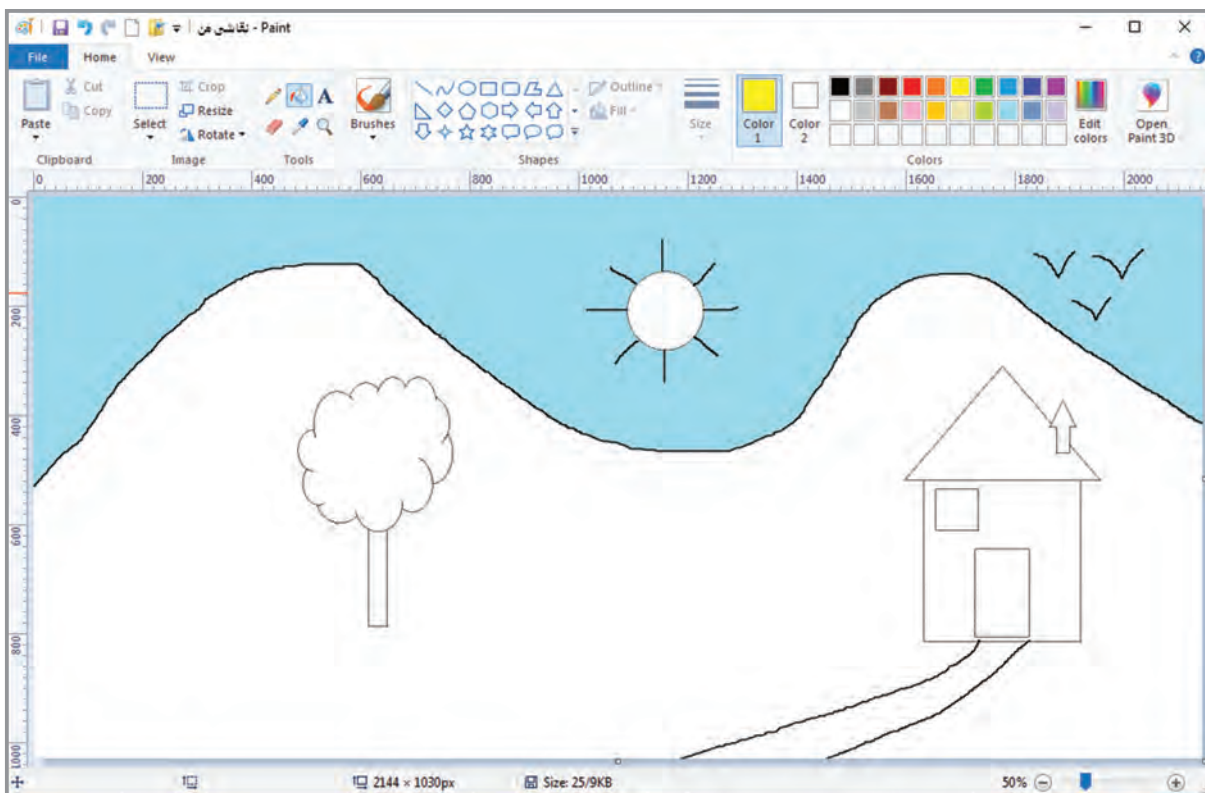 نقاشی من - Paint
File Home View
Paste Cut Copy Select Crop Resize Rotate A Brushes Outline Fill Size Color 1 Color 2 Edit colors Open Paint 3D
Clipboard Image Tools Shapes Colors
0 200 400 600 800 1000 1200 1400 1600 1800 2000
0
200
400
600
800
1000
2144 × 1030px Size: 25/9KB 50%